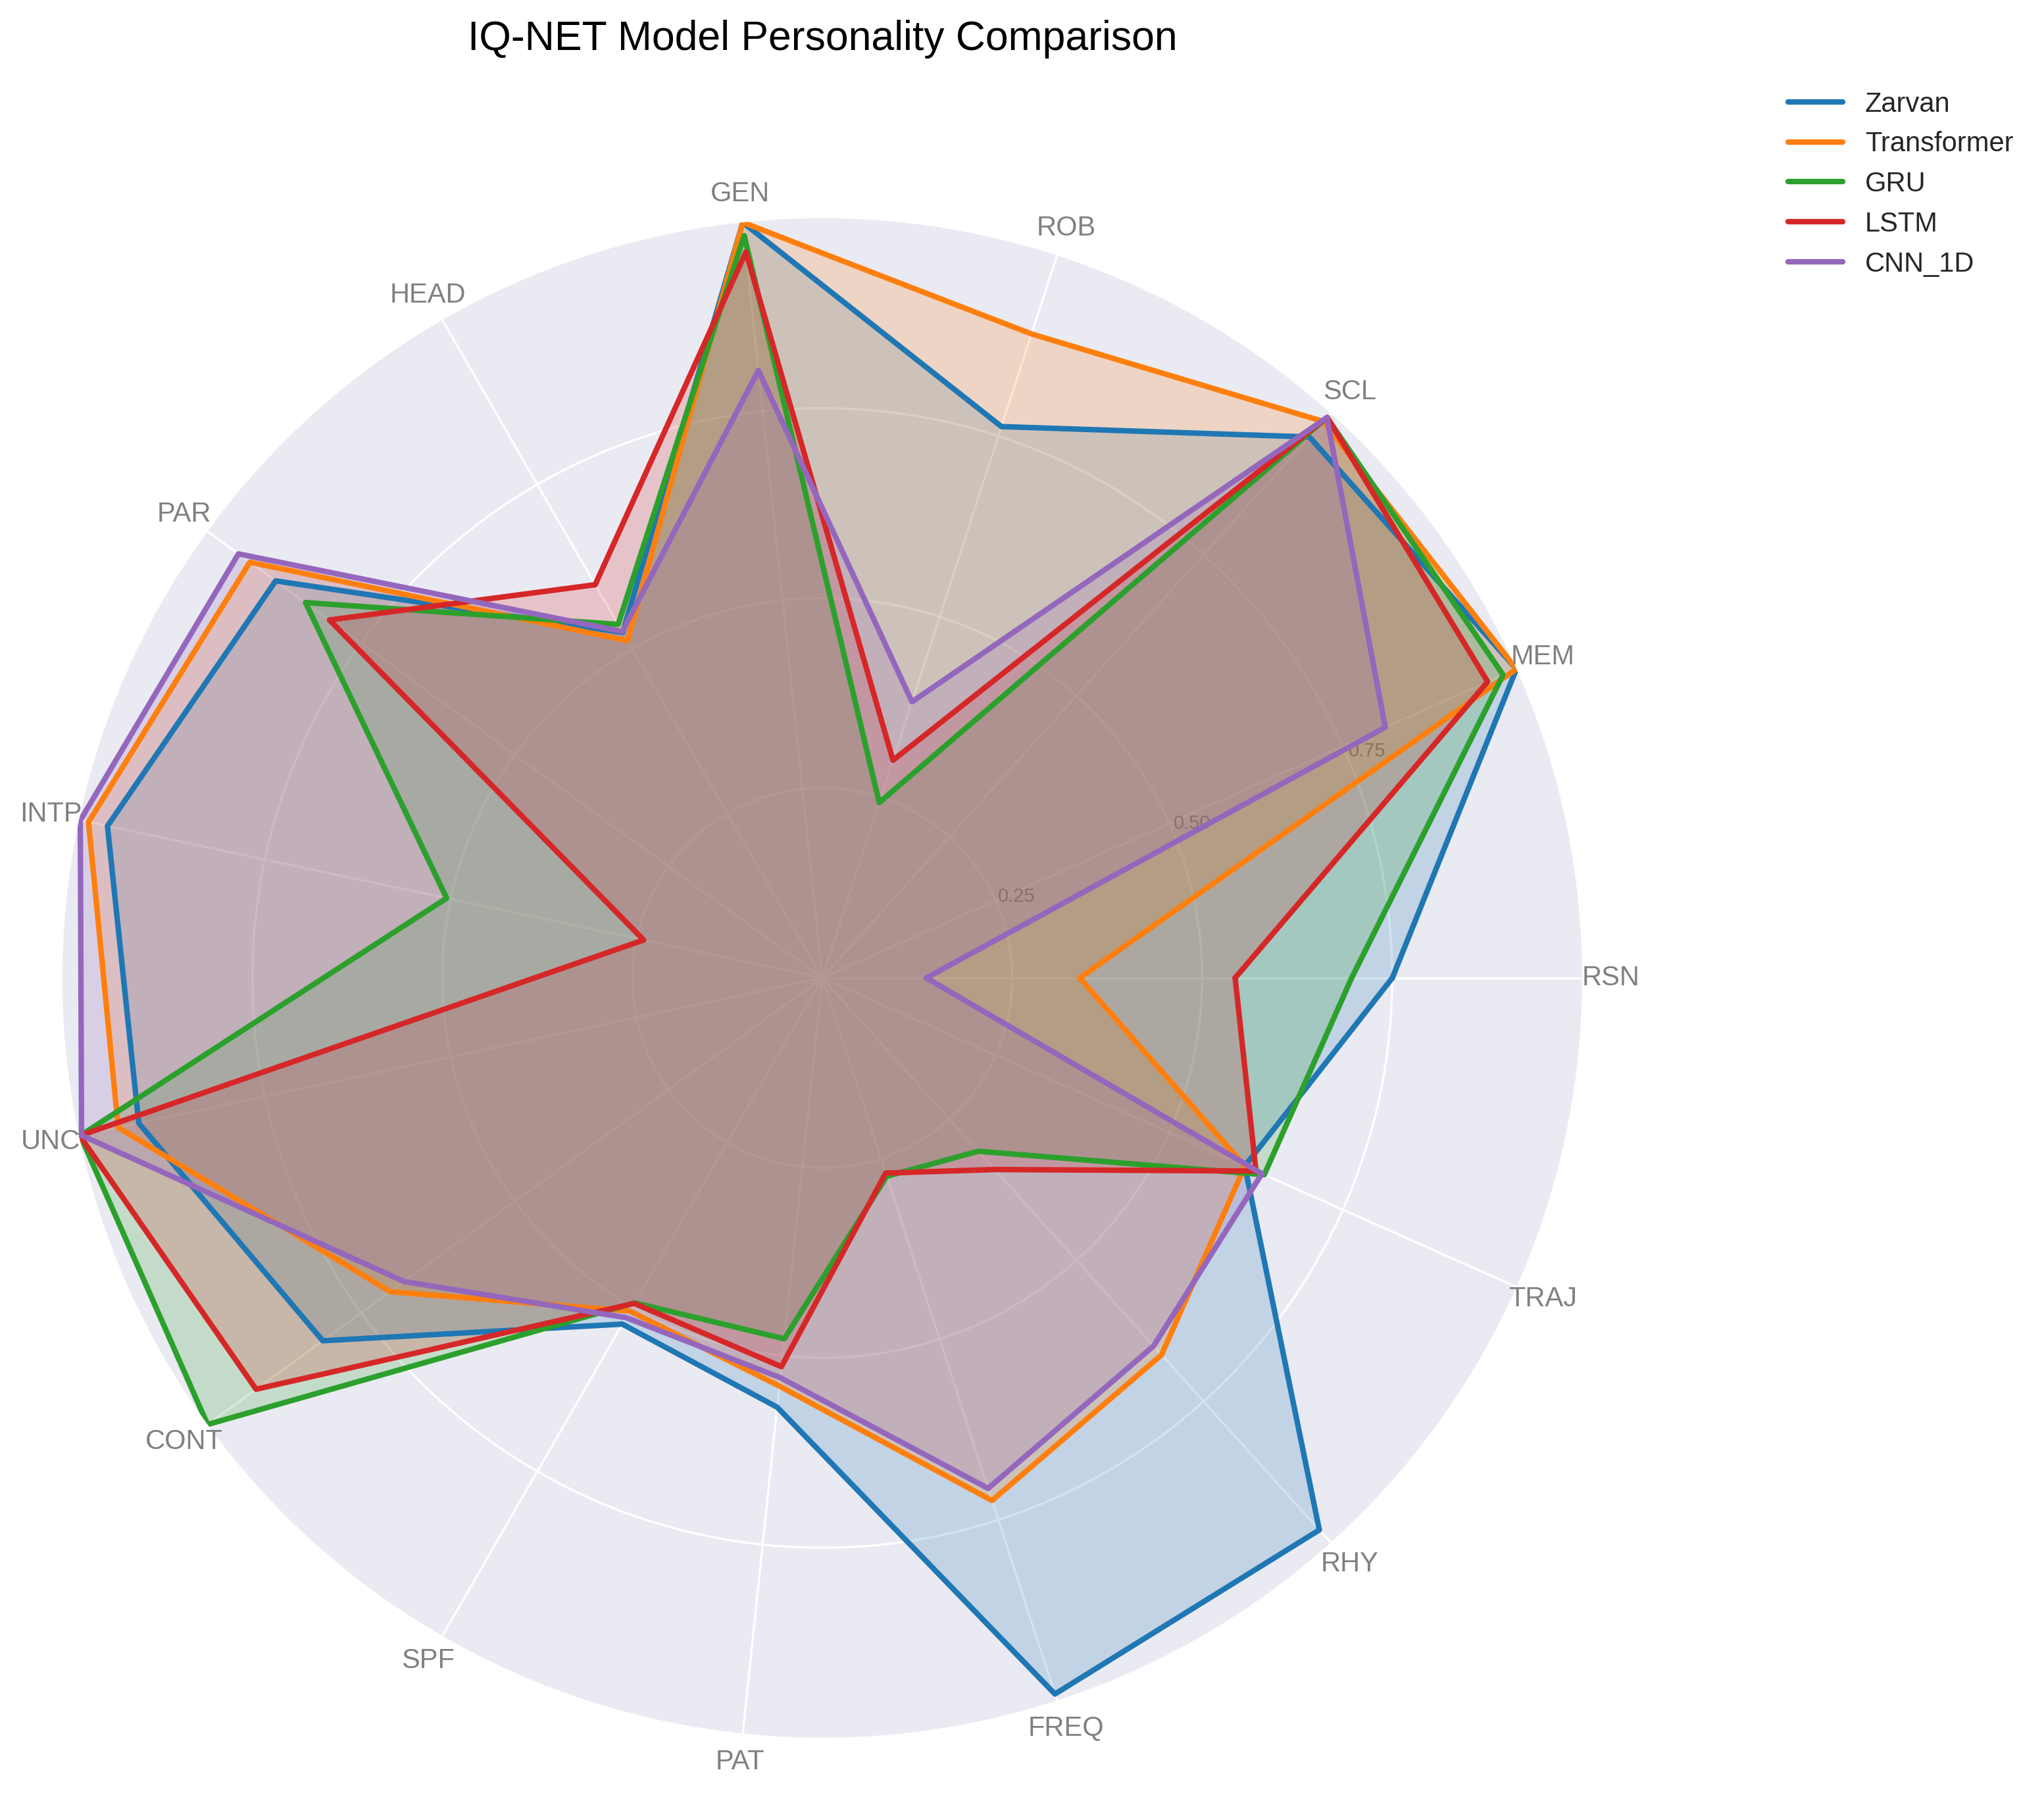 IQ-NET Model Personality Comparison
Zarvan
Transformer
GRU
LSTM
CNN_1D
GEN
ROB
HEAD
SCL
PAR
MEM
0.75
INTP
0.50
0.25
RSN
UNC
TRAJ
CONT
RHY
SPF
FREQ
PAT